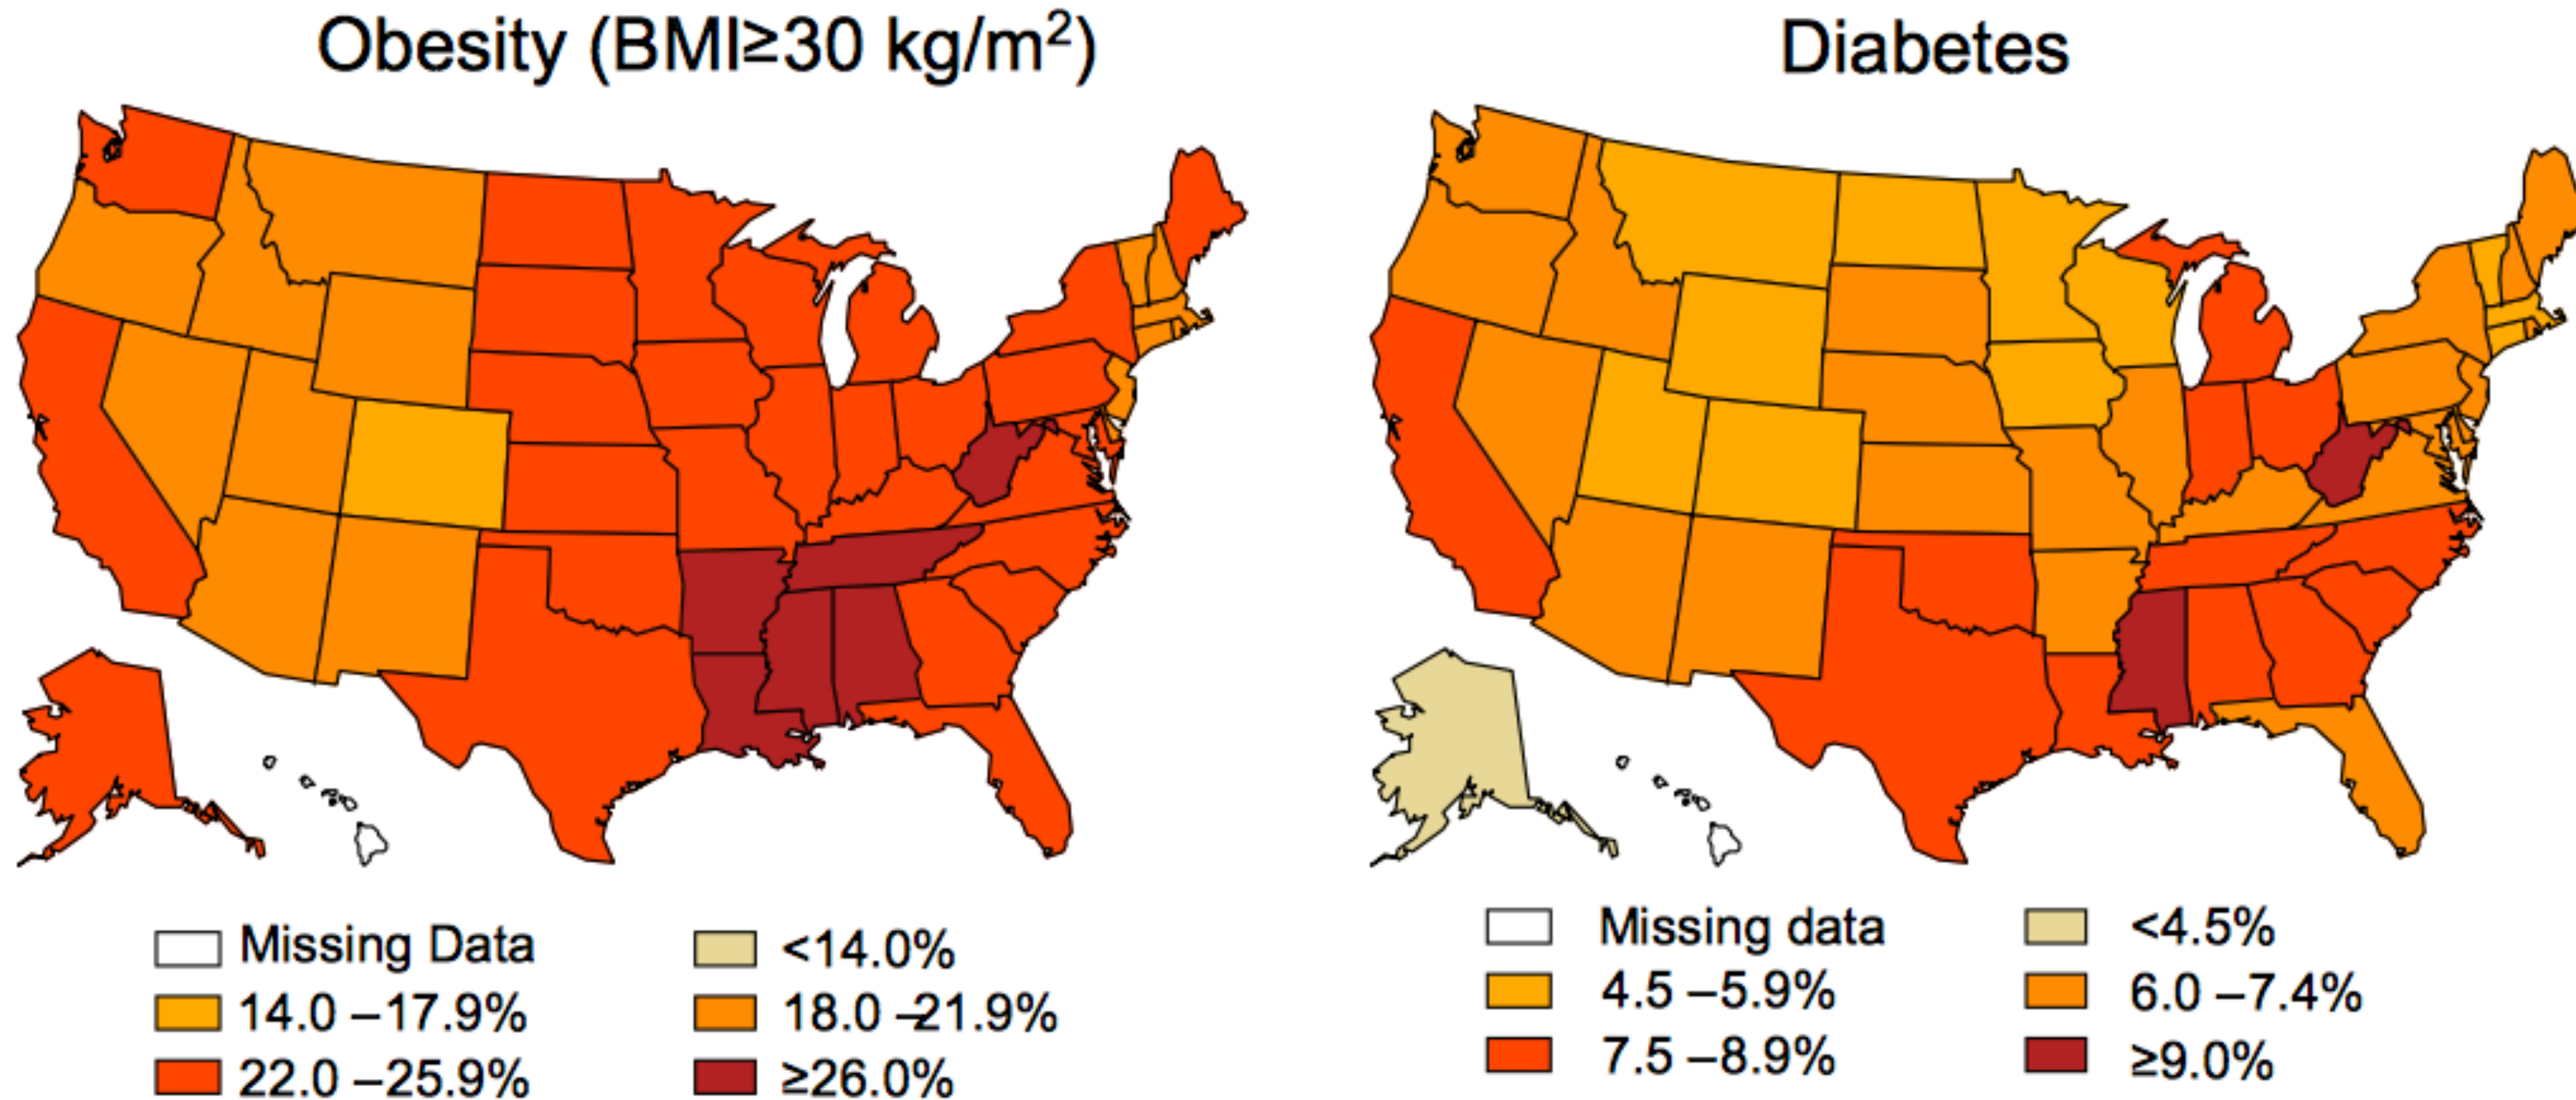 Obesity (BMI≥30 kg/m²)
Diabetes
Missing Data
<14.0%
14.0 –17.9%
18.0 –21.9%
22.0 –25.9%
≥26.0%
Missing data
<4.5%
4.5 –5.9%
6.0 –7.4%
7.5 –8.9%
≥9.0%